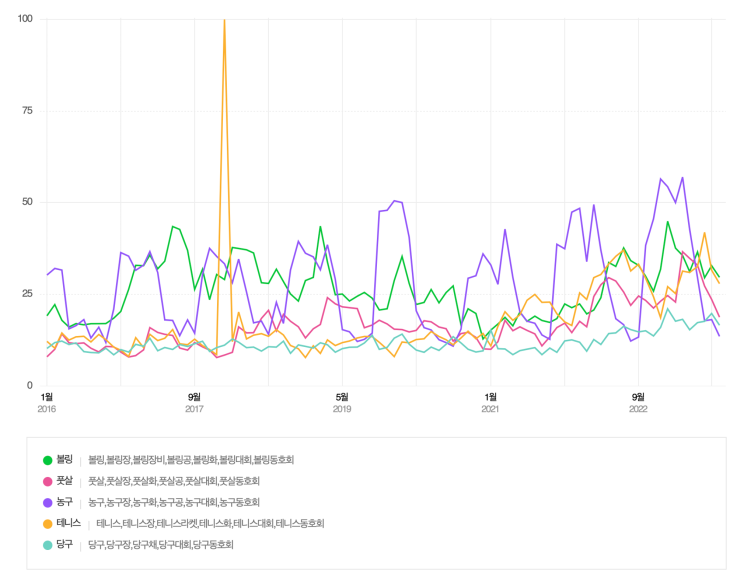 100
75
50
25
0
1월 9월 5월 1월 9월
2016 2017 2019 2021 2022
볼링 볼링,볼링장,볼링장비,볼링공,볼링화,볼링대회,볼링동호회
풋살 풋살,풋살장,풋살화,풋살공,풋살대회,풋살동호회
농구 농구,농구장,농구화,농구공,농구대회,농구동호회
테니스 테니스,테니스장,테니스라켓,테니스화,테니스대회,테니스동호회
당구 당구,당구장,당구채,당구대회,당구동호회